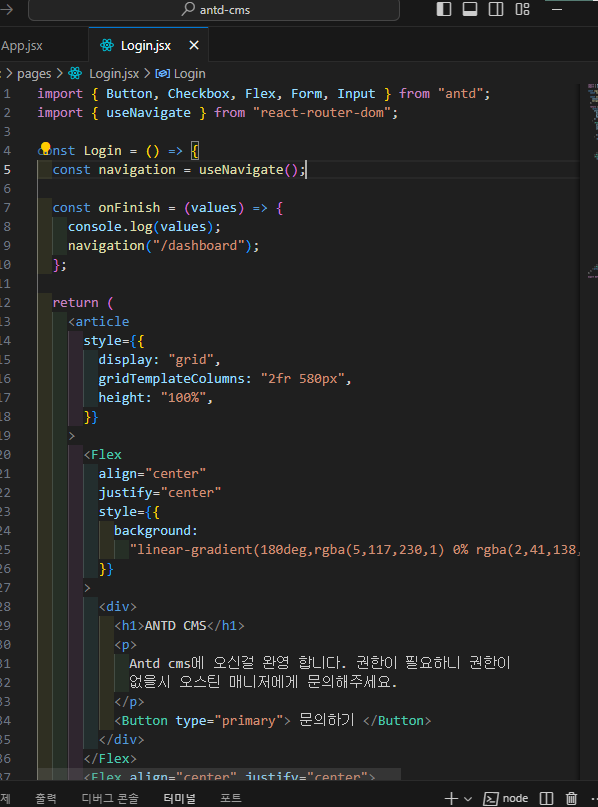 antd-cms
App.jsx
Login.jsx
pages > Login.jsx > Login
1 import { Button, Checkbox, Flex, Form, Input } from "antd";
2 import { useNavigate } from "react-router-dom";
3
4 const Login = () => {
5 const navigation = useNavigate();
6
7 const onFinish = (values) => {
8 console.log(values);
9 navigation("/dashboard");
10 };
11
12 return (
13 <article
14 style={{
15 display: "grid",
16 gridTemplateColumns: "2fr 580px",
17 height: "100%",
18 }}
19 >
20 <Flex
21 align="center"
22 justify="center"
23 style={{
24 background:
25 "linear-gradient(180deg,rgba(5,117,230,1) 0% rgba(2,41,138,
26 }}
27 >
28 <div>
29 <h1>ANTD CMS</h1>
30 <p>
31 Antd cms에 오신걸 완영 합니다. 권한이 필요하니 권한이
32 없을시 오스틴 매니저에게 문의해주세요.
33 </p>
34 <Button type="primary"> 문의하기 </Button>
35 </div>
36 </Flex>
37 <Flex align="center" justify="center">
제 출력 디버그 콘솔 터미널 포트 node